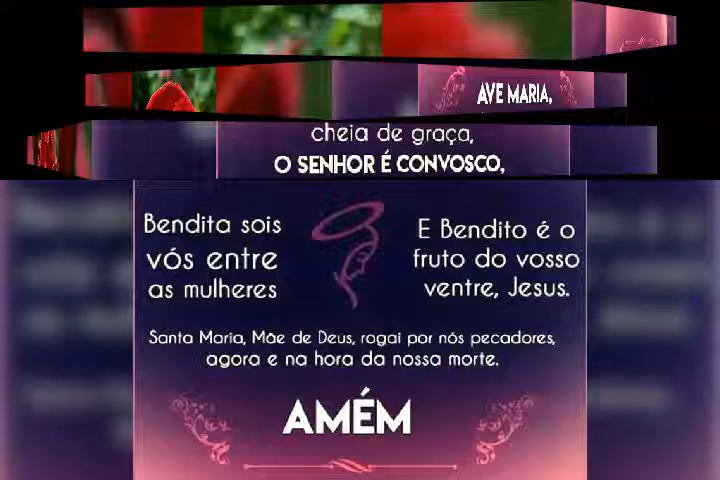 AVE MARIA,
cheia de graça,
O SENHOR É CONVOSCO,
Bendita sois
vós entre
as mulheres
E Bendito é o
fruto do vosso
ventre, Jesus.
Santa Maria, Mãe de Deus, rogai por nós pecadores,
agora e na hora da nossa morte.
AMÉM